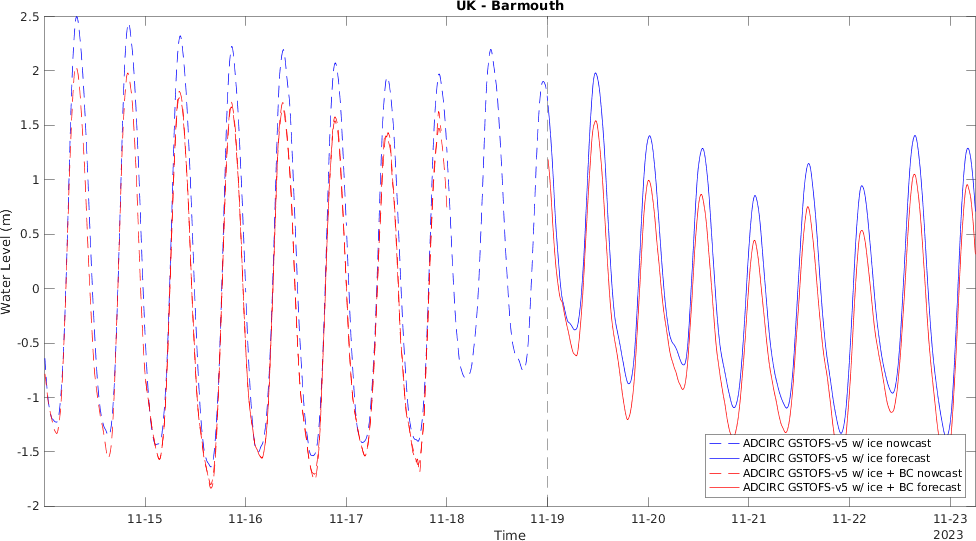 UK - Barmouth
2.5
2
1.5
1
0.5
0
-0.5
-1
-1.5
-2
Water Level (m)
11-15 11-16 11-17 11-18 11-19 11-20 11-21 11-22 11-23
Time
2023
ADCIRC GSTOFS-v5 w/ ice nowcast
ADCIRC GSTOFS-v5 w/ ice forecast
ADCIRC GSTOFS-v5 w/ ice + BC nowcast
ADCIRC GSTOFS-v5 w/ ice + BC forecast